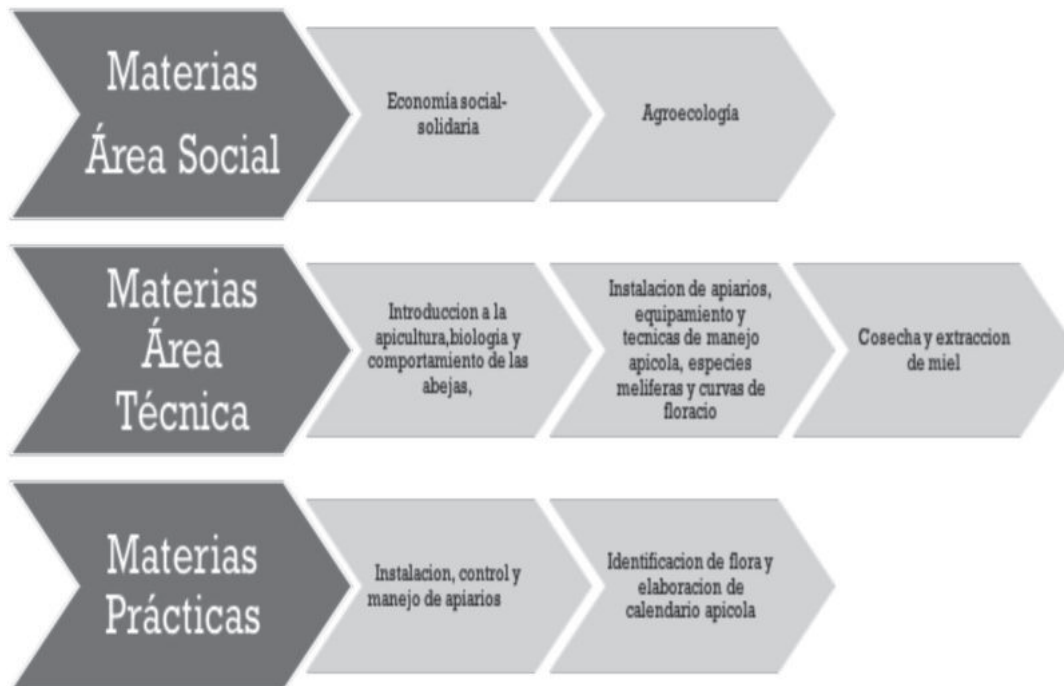 Materias
Área Social
Economía social-
solidaria
Agroecología
Materias
Área
Técnica
Introduccion a la
apicultura,biologia y
comportamiento de las
abejas,
Instalacion de apiarios,
equipamiento y
tecnicas de manejo
apicola, especies
meliferas y curvas de
floracio
Cosecha y extraccion
de miel
Materias
Prácticas
Instalacion, control y
manejo de apiarios
Identificacion de flora y
elaboracion de
calendario apicola